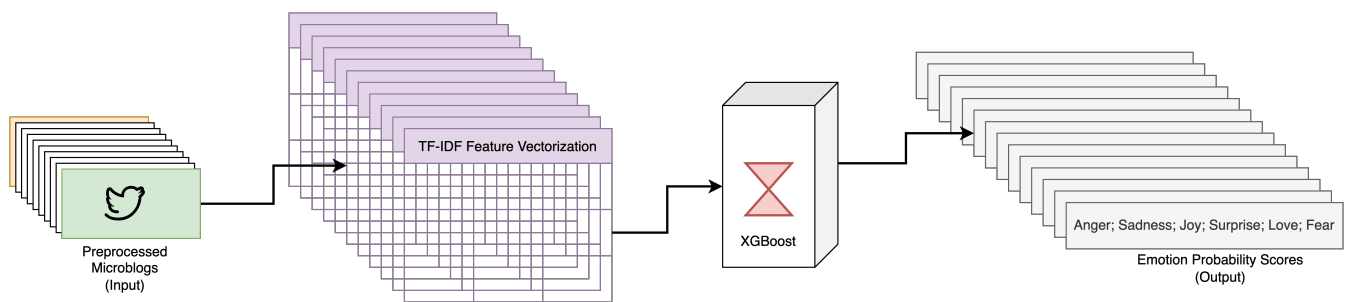 Preprocessed
Microblogs
(Input)
TF-IDF Feature Vectorization
XGBoost
Anger; Sadness; Joy; Surprise; Love; Fear
Emotion Probability Scores
(Output)